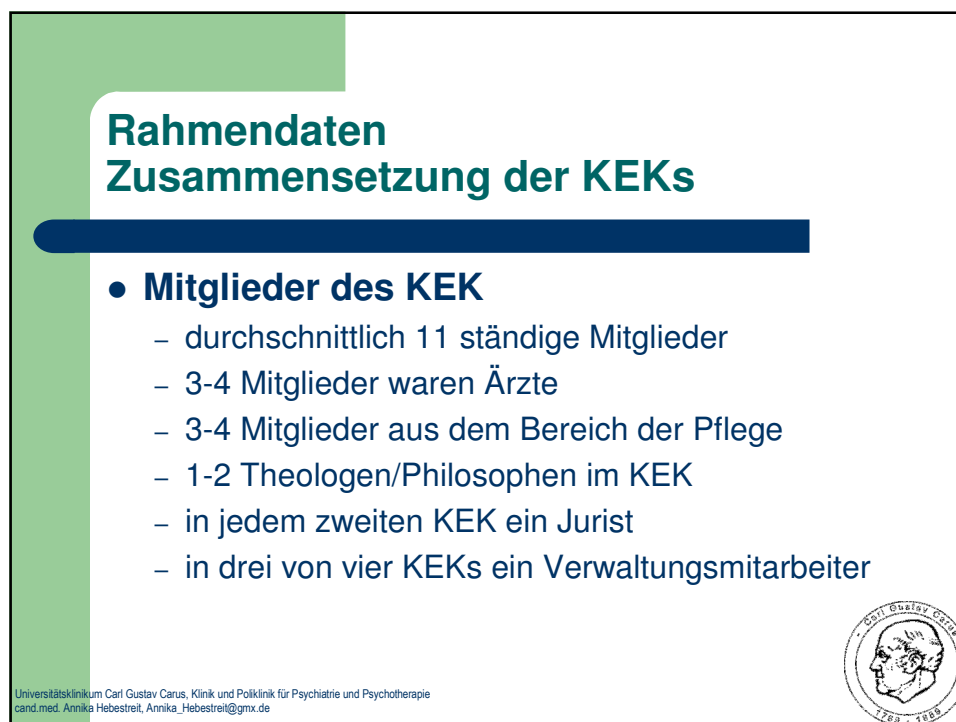 Rahmendaten
Zusammensetzung der KEKs
● Mitglieder des KEK
– durchschnittlich 11 ständige Mitglieder
– 3-4 Mitglieder waren Ärzte
– 3-4 Mitglieder aus dem Bereich der Pflege
– 1-2 Theologen/Philosophen im KEK
– in jedem zweiten KEK ein Jurist
– in drei von vier KEKs ein Verwaltungsmitarbeiter
Carl Gustav Carus
1789 - 1869
Universitätsklinikum Carl Gustav Carus, Klinik und Poliklinik für Psychiatrie und Psychotherapie
cand.med. Annika Hebestreit, Annika_Hebestreit@gmx.de